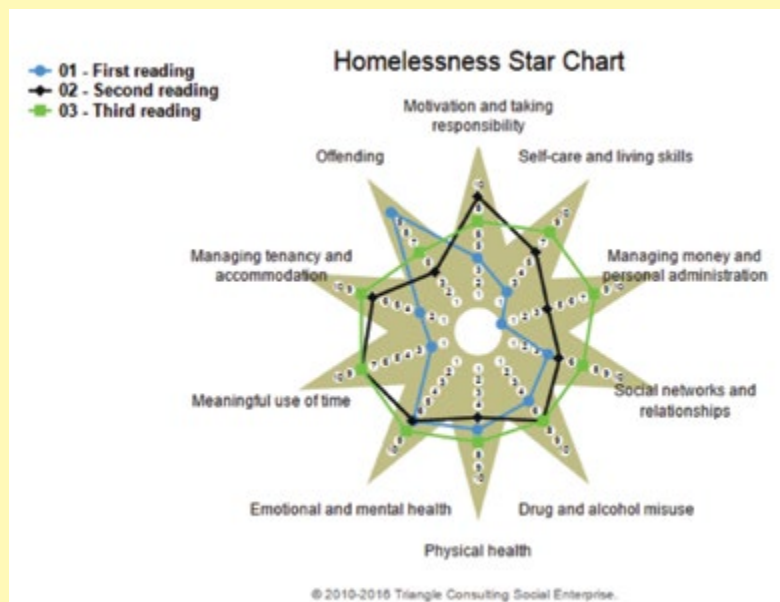 Homelessness Star Chart
01 - First reading
02 - Second reading
03 - Third reading
Motivation and taking
responsibility
Self-care and living skills
Managing money and
personal administration
Social networks and
relationships
Drug and alcohol misuse
Physical health
Emotional and mental health
Meaningful use of time
Managing tenancy and
accommodation
Offending
© 2010-2016 Triangle Consulting Social Enterprise.